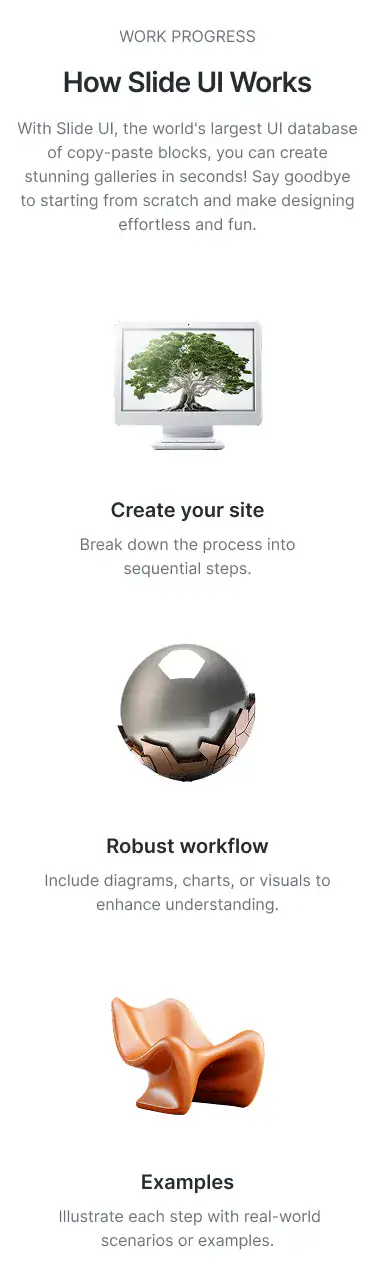 WORK PROGRESS
How Slide UI Works
With Slide UI, the world's largest UI database
of copy-paste blocks, you can create
stunning galleries in seconds! Say goodbye
to starting from scratch and make designing
effortless and fun.
Create your site
Break down the process into
sequential steps.
Robust workflow
Include diagrams, charts, or visuals to
enhance understanding.
Examples
Illustrate each step with real-world
scenarios or examples.